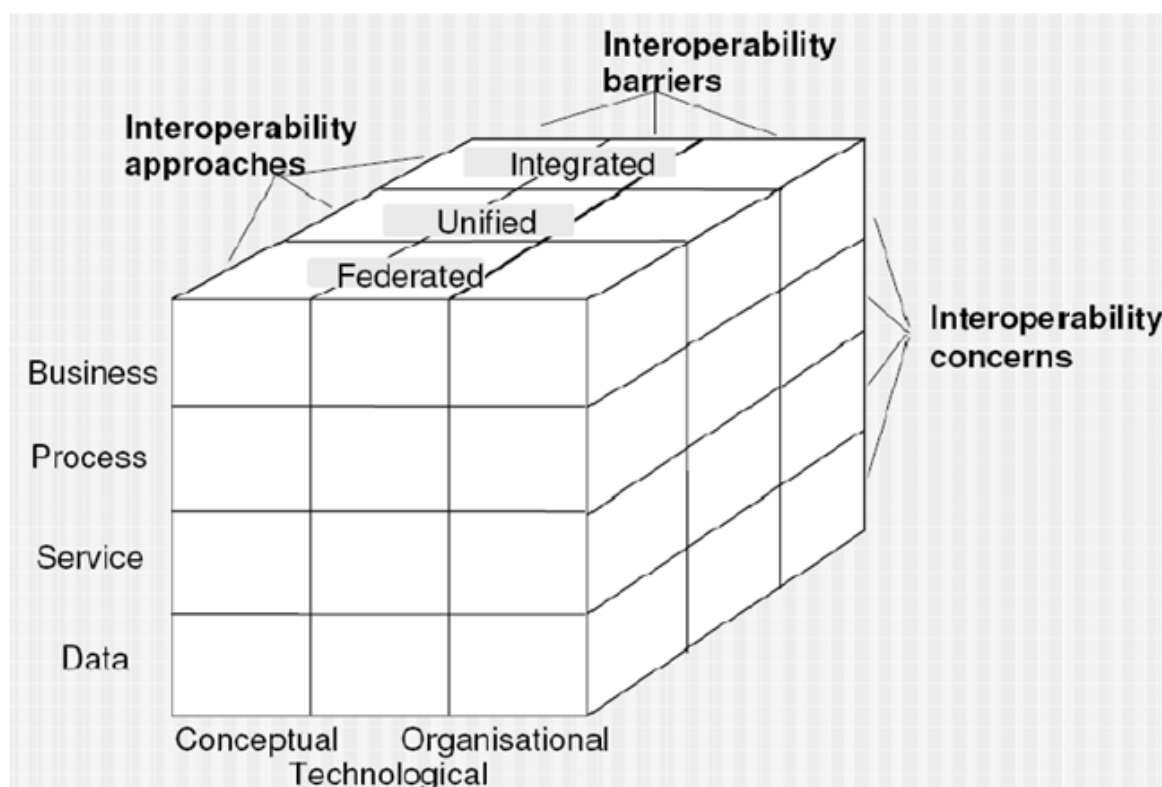 Interoperability
barriers
Interoperability
approaches
Integrated
Unified
Federated
Interoperability
concerns
Business
Process
Service
Data
Conceptual
Organisational
Technological